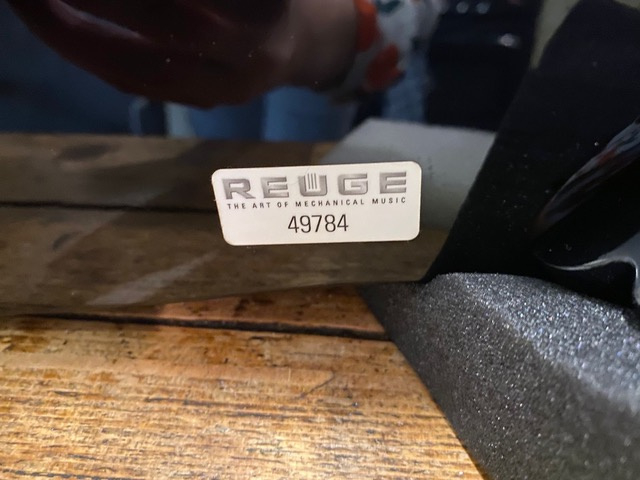 REUGE
THE ART OF MECHANICAL MUSIC
49784